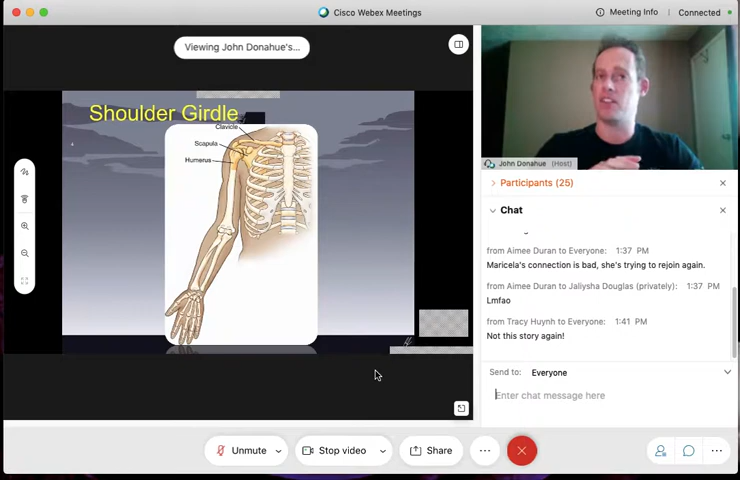 Cisco Webex Meetings
Meeting Info
Connected
Viewing John Donahue's...
Shoulder Girdle
Clavicle
Scapula
Humerus
John Donahue (Host)
Participants (25)
Chat
from Aimee Duran to Everyone: 1:37 PM
Maricela's connection is bad, she's trying to rejoin again.
from Aimee Duran to Jaliysha Douglas (privately): 1:37 PM
Lmfao
from Tracy Huynh to Everyone: 1:41 PM
Not this story again!
Send to: Everyone
Enter chat message here
Unmute
Stop video
Share